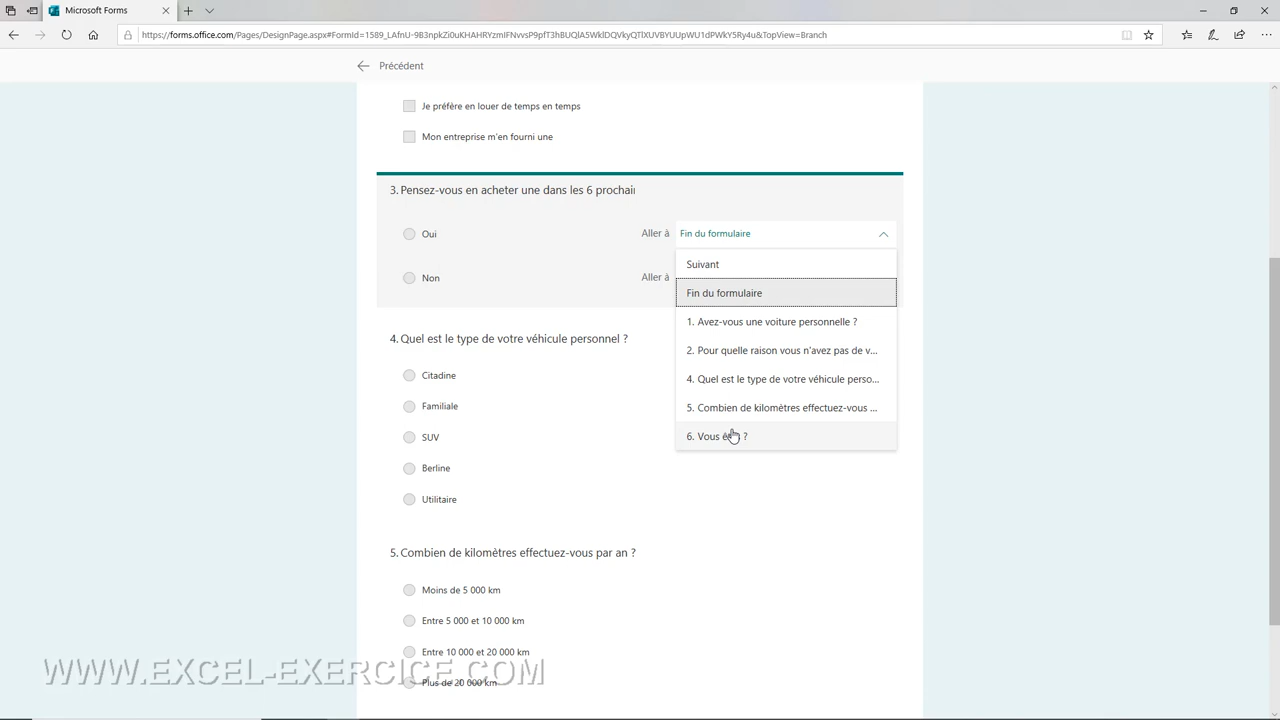 Microsoft Forms
https://forms.office.com/Pages/DesignPage.aspx#FormId=1589_LAfnU-9B3npkZi0uKHAHRYzmIFNvvsP9pfT3hBUQlA5WklDQVkyQTlXUVBYUUpWU1dPWkY5Ry4u&TopView=Branch
Précédent
Je préfère en louer de temps en temps
Mon entreprise m'en fourni une
3. Pensez-vous en acheter une dans les 6 prochai
Oui
Aller à
Fin du formulaire
Suivant
Non
Aller à
Fin du formulaire
1. Avez-vous une voiture personnelle ?
4. Quel est le type de votre véhicule personnel ?
2. Pour quelle raison vous n'avez pas de v...
Citadine
4. Quel est le type de votre véhicule perso...
Familiale
5. Combien de kilomètres effectuez-vous ...
SUV
6. Vous ?
Berline
Utilitaire
5. Combien de kilomètres effectuez-vous par an ?
Moins de 5 000 km
Entre 5 000 et 10 000 km
Entre 10 000 et 20 000 km
WWW.EXCEL-EXERCICE.COM
Plus de 20 000 km